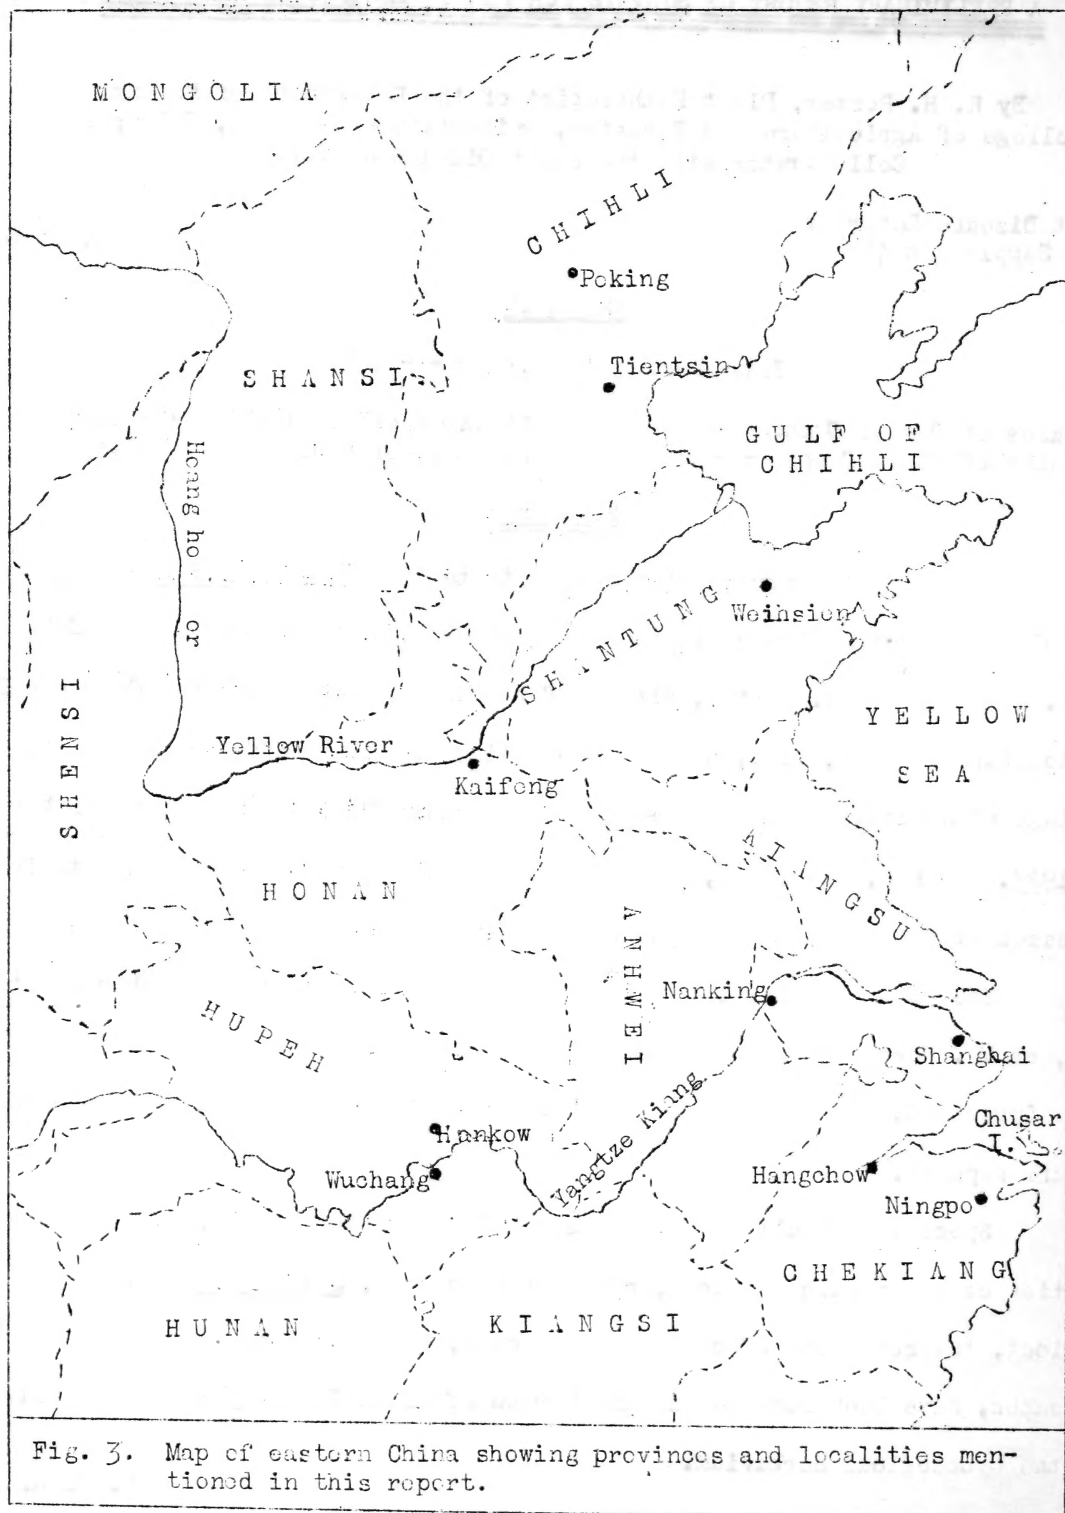 MONGOLIA
CHIHLI
Peking
Tientsin
SHANSI
GULF OF
CHIHLI
Hoang ho or
Weihsien
SHANTUNG
SHENSI
YELLOW
SEA
Yellow River
Kaifeng
KIANGSU
HONAN
ANHWEI
Nanking
HUPEH
Shanghai
Yangtze Kiang
Chusan
I.
Hankow
Wuchang
Hangchow
Ningpo
CHEKIANG
HUNAN
KIANGSI
Fig. 3. Map of eastern China showing provinces and localities men-
tioned in this report.